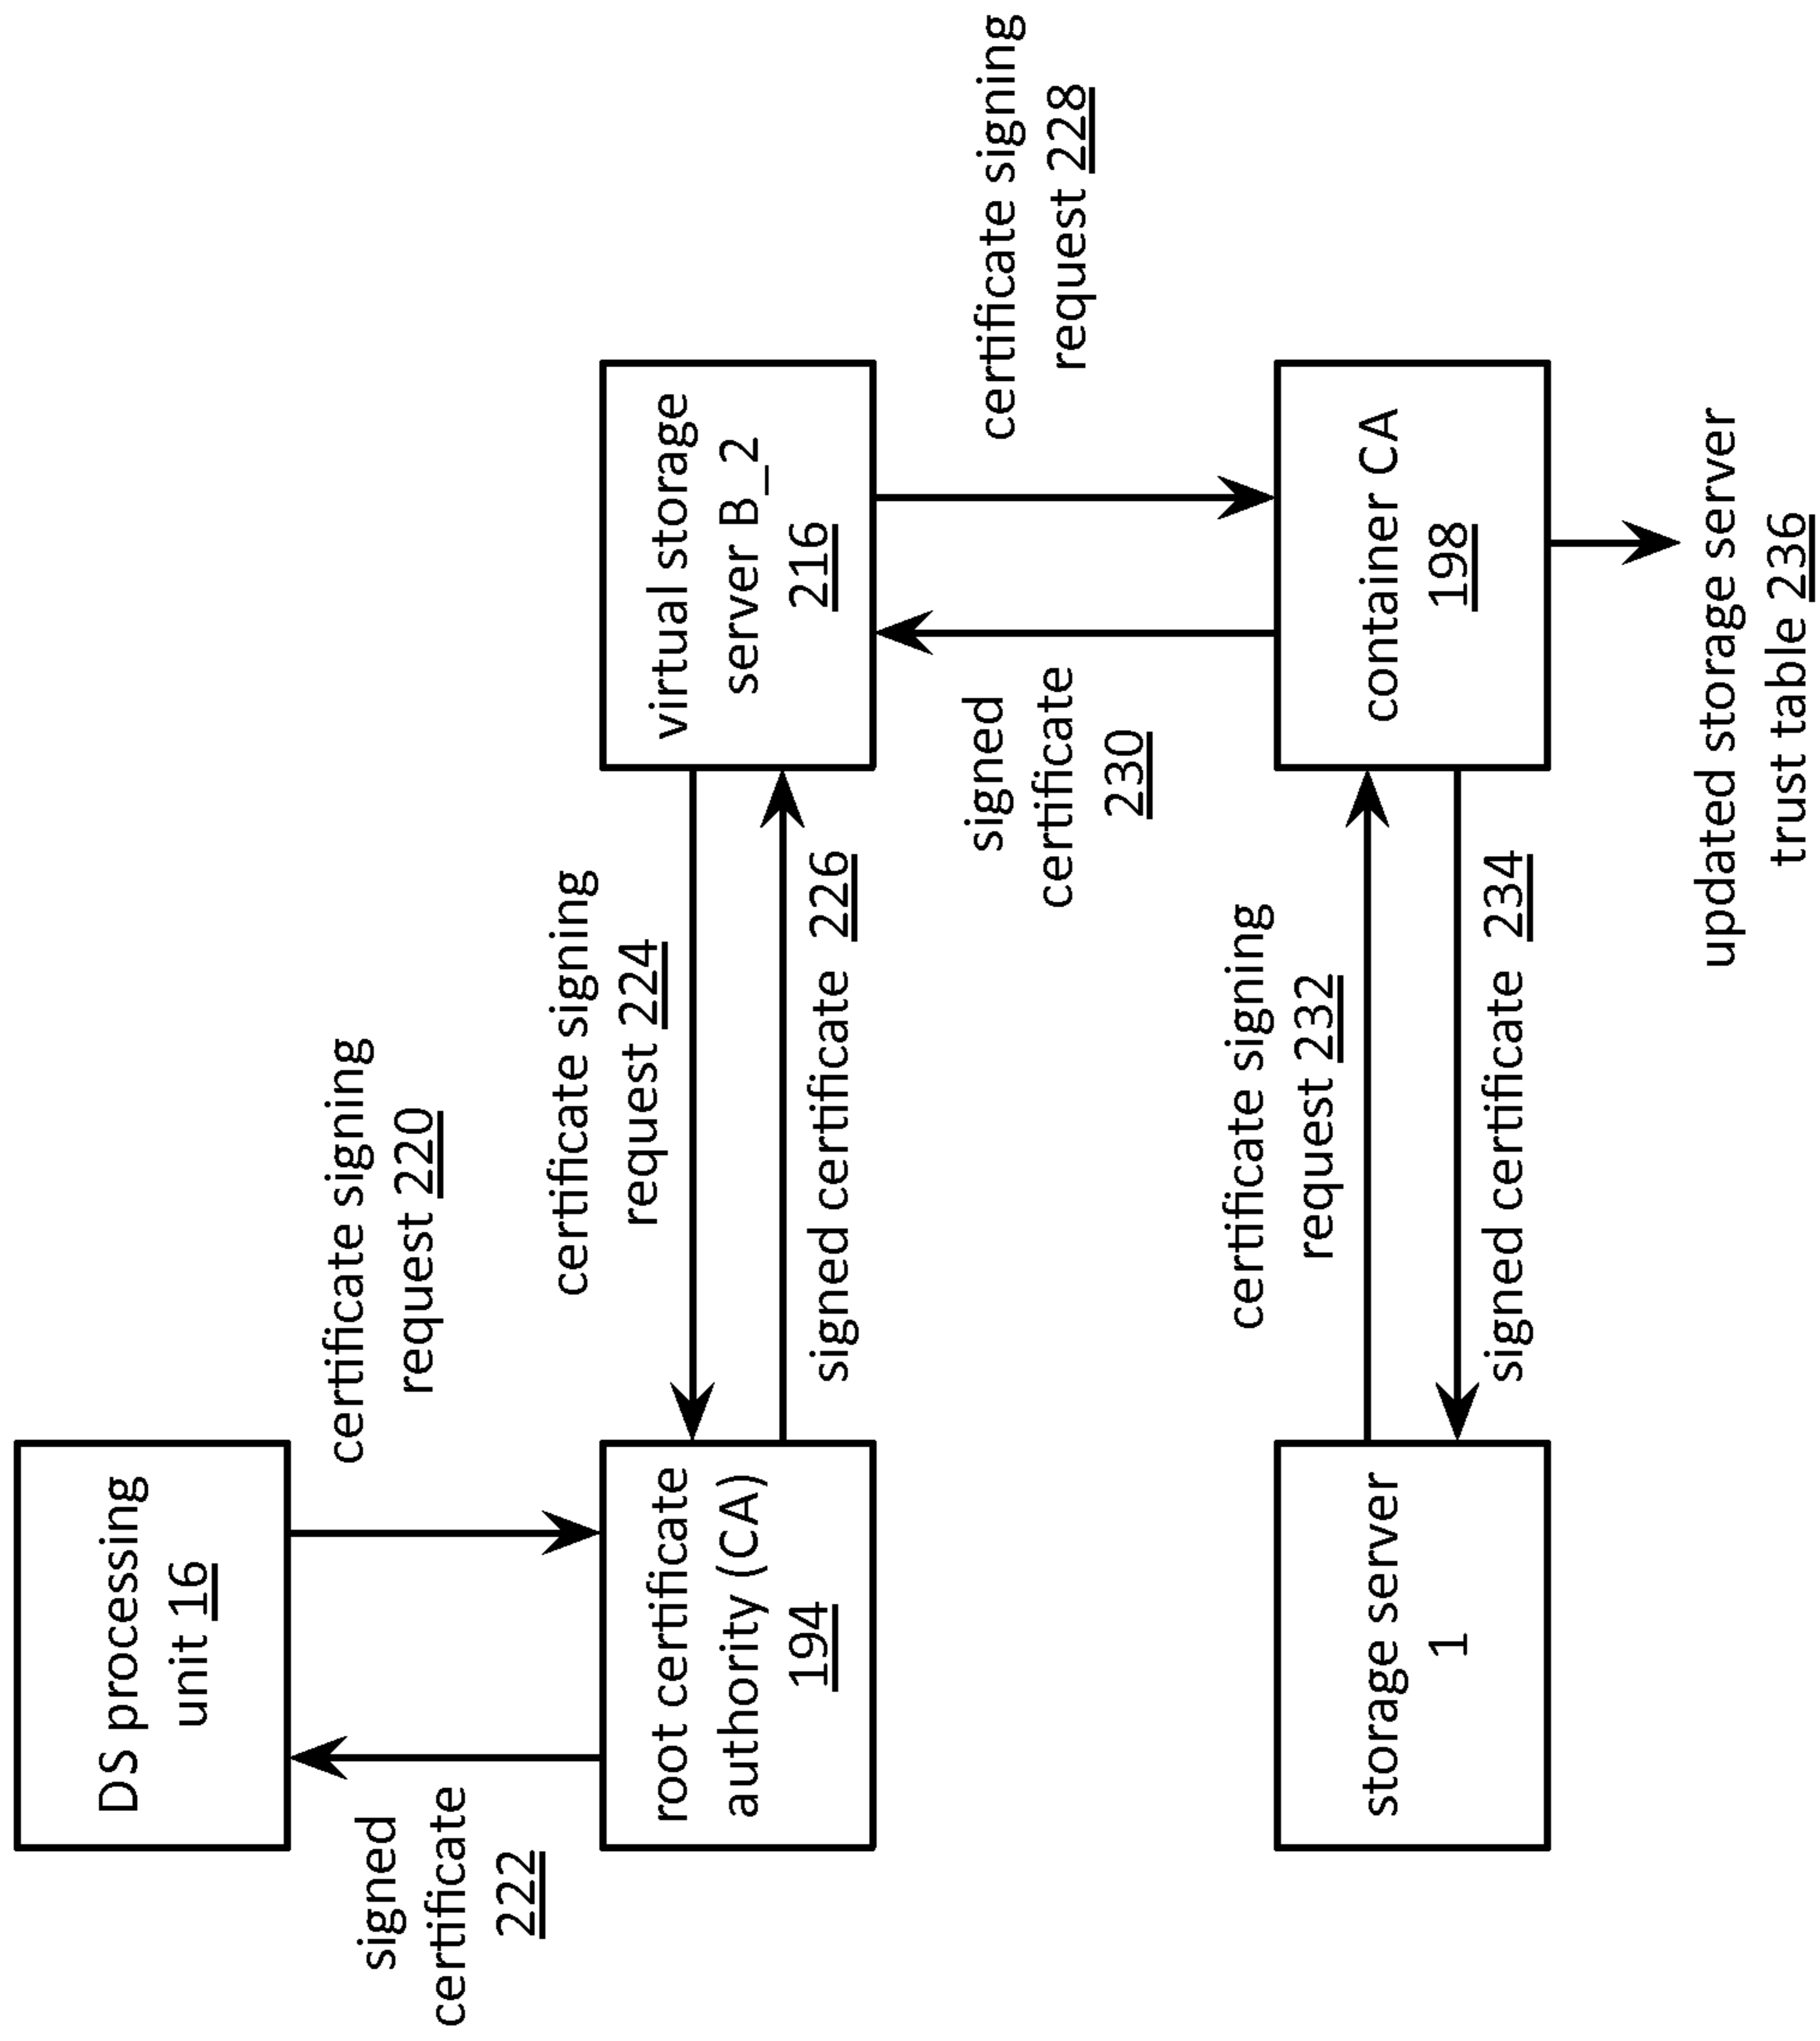 DS processing
unit 16
certificate signing
request 220
signed
certificate
222
root certificate
authority (CA)
194
certificate signing
request 224
signed certificate 226
virtual storage
server B_2
216
certificate signing
request 228
signed
certificate
230
storage server
1
certificate signing
request 232
signed certificate 234
container CA
198
updated storage server
trust table 236